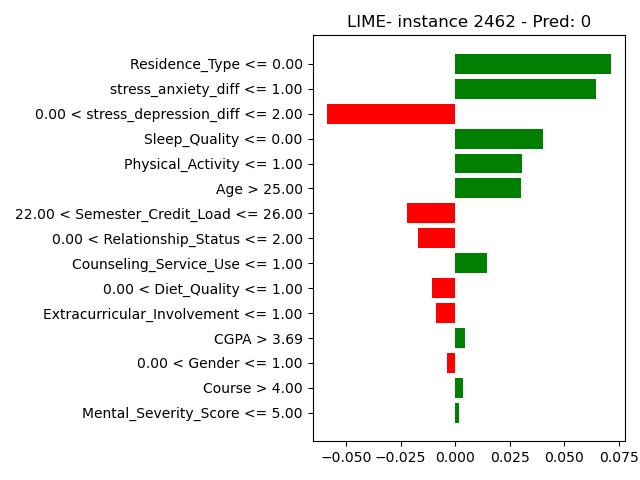 LIME- instance 2462 - Pred: 0
Residence_Type <= 0.00
stress_anxiety_diff <= 1.00
0.00 < stress_depression_diff <= 2.00
Sleep_Quality <= 0.00
Physical_Activity <= 1.00
Age > 25.00
22.00 < Semester_Credit_Load <= 26.00
0.00 < Relationship_Status <= 2.00
Counseling_Service_Use <= 1.00
0.00 < Diet_Quality <= 1.00
Extracurricular_Involvement <= 1.00
CGPA > 3.69
0.00 < Gender <= 1.00
Course > 4.00
Mental_Severity_Score <= 5.00
−0.050 −0.025 0.000 0.025 0.050 0.075